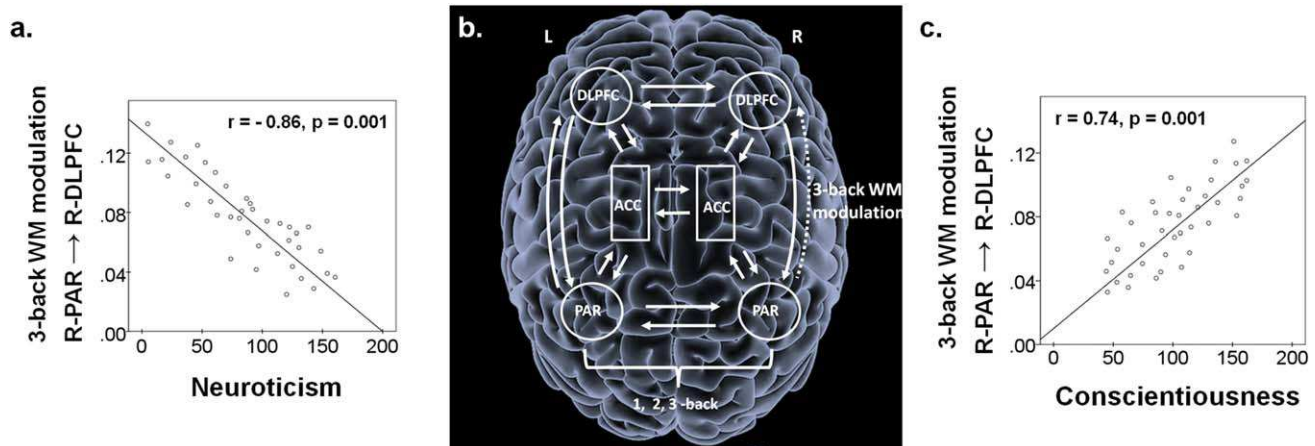 a.
r = - 0.86, p = 0.001
3-back WM modulation
R-PAR → R-DLPFC
.12
.08
.04
.00
0 50 100 150 200
Neuroticism
b.
L R
DLPFC DLPFC
ACC ACC
3-back WM
modulation
PAR PAR
1, 2, 3 -back
c.
r = 0.74, p = 0.001
3-back WM modulation
R-PAR → R-DLPFC
.12
.08
.04
.00
0 50 100 150 200
Conscientiousness